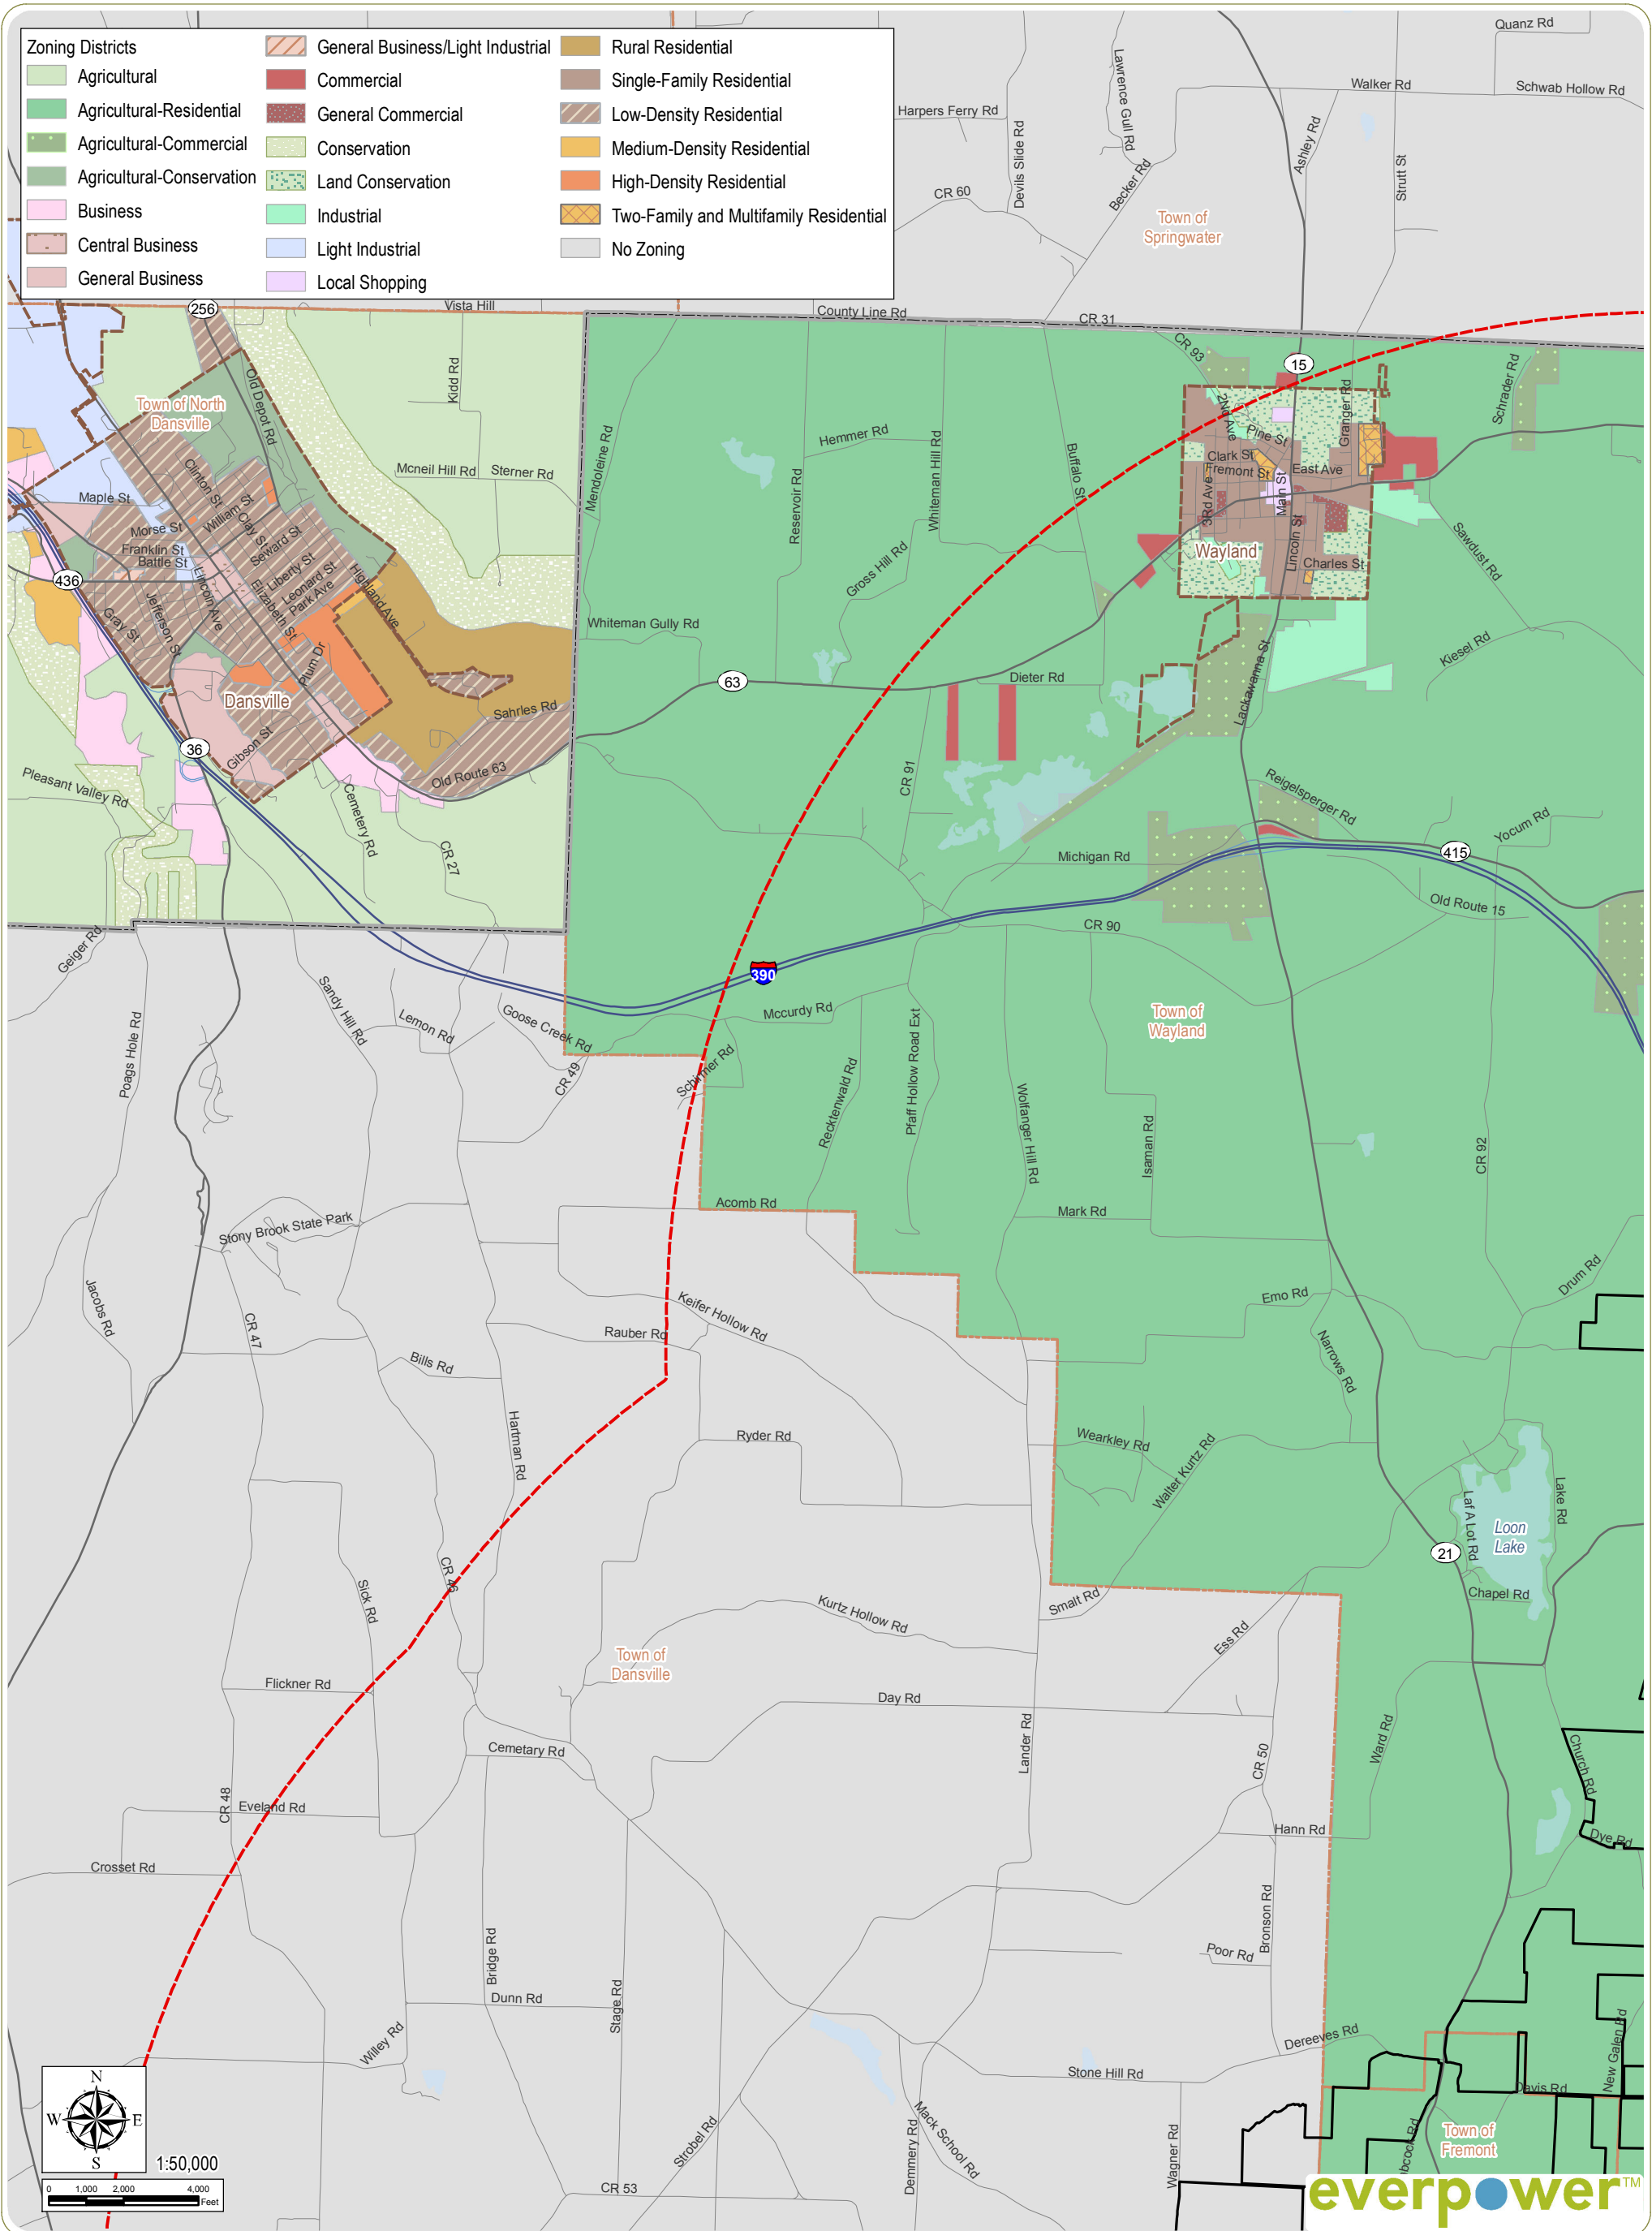 Zoning Districts
Agricultural
Agricultural-Residential
Agricultural-Commercial
Agricultural-Conservation
Business
Central Business
General Business
General Business/Light Industrial
Commercial
General Commercial
Conservation
Land Conservation
Industrial
Light Industrial
Local Shopping
Rural Residential
Single-Family Residential
Low-Density Residential
Medium-Density Residential
High-Density Residential
Two-Family and Multifamily Residential
No Zoning
Quanz Rd
Walker Rd
Schwab Hollow Rd
Lawrence Gull Rd
Harpers Ferry Rd
Devils Slide Rd
Ashley Rd
Strutt St
Becker Rd
CR 60
Town of
Springwater
256
Vista Hill
County Line Rd
CR 31
CR 93
15
Kidd Rd
Old Depot Rd
Town of North
Dansville
Schrader Rd
Granger Rd
2Nd Ave
Pine St
Mendoleine Rd
Hemmer Rd
Reservoir Rd
Whiteman Hill Rd
Buffalo St
Clark St
Fremont St
East Ave
3Rd Ave
Main St
Mcneil Hill Rd
Sterner Rd
Clinton St
Maple St
William St
Clay St
Morse St
Seward St
Franklin St
Battle St
Liberty St
Leonard St
Park Ave
Lincoln Ave
Elizabeth St
Highland Ave
436
Gray St
Jefferson St
Plum Dr
Dansville
Gibson St
36
Sahrles Rd
Old Route 63
Pleasant Valley Rd
Cemetery Rd
CR 27
Gross Hill Rd
Wayland
Lincoln St
Charles St
Sawdust Rd
Whiteman Gully Rd
Kiesel Rd
63
Dieter Rd
Lackawanna St
CR 91
Reigelsperger Rd
Yocum Rd
415
Michigan Rd
Old Route 15
CR 90
Geiger Rd
390
Sandy Hill Rd
Lemon Rd
Goose Creek Rd
Mccurdy Rd
Town of
Wayland
Poags Hole Rd
CR 49
Schirmer Rd
Recktenwald Rd
Pfaff Hollow Road Ext
Wolfanger Hill Rd
Isaman Rd
CR 92
Acomb Rd
Mark Rd
Stony Brook State Park
Jacobs Rd
CR 47
Keifer Hollow Rd
Rauber Rd
Emo Rd
Drum Rd
Narrows Rd
Bills Rd
Hartman Rd
Ryder Rd
Wearkley Rd
Walter Kurtz Rd
Laf A Lot Rd
Lake Rd
Loon
Lake
21
Chapel Rd
CR 46
Sick Rd
Kurtz Hollow Rd
Smalt Rd
Ess Rd
Town of
Dansville
Flickner Rd
Day Rd
Cemetary Rd
Lander Rd
CR 50
Ward Rd
Church Rd
CR 48
Eveland Rd
Hann Rd
Dye Rd
Crosset Rd
Bridge Rd
Poor Rd
Bronson Rd
Dunn Rd
Stage Rd
Willey Rd
Dereeves Rd
New Galen Rd
Stone Hill Rd
Davis Rd
Strobel Rd
Demmery Rd
Mack School Rd
Wagner Rd
Town of
Fremont
CR 53
N
W E
S
1:50,000
0 1,000 2,000 4,000
Feet
everpower™